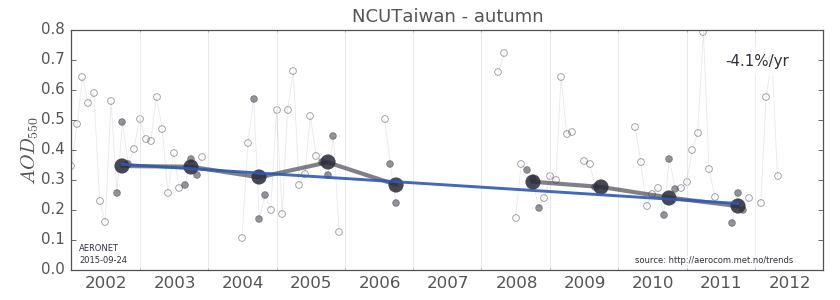 NCUTaiwan - autumn
0.8
0.7
0.6
0.5
0.4
0.3
0.2
0.1
0.0
AOD550
-4.1%/yr
AERONET
2015-09-24
source: http://aerocom.met.no/trends
2002 2003 2004 2005 2006 2007 2008 2009 2010 2011 2012